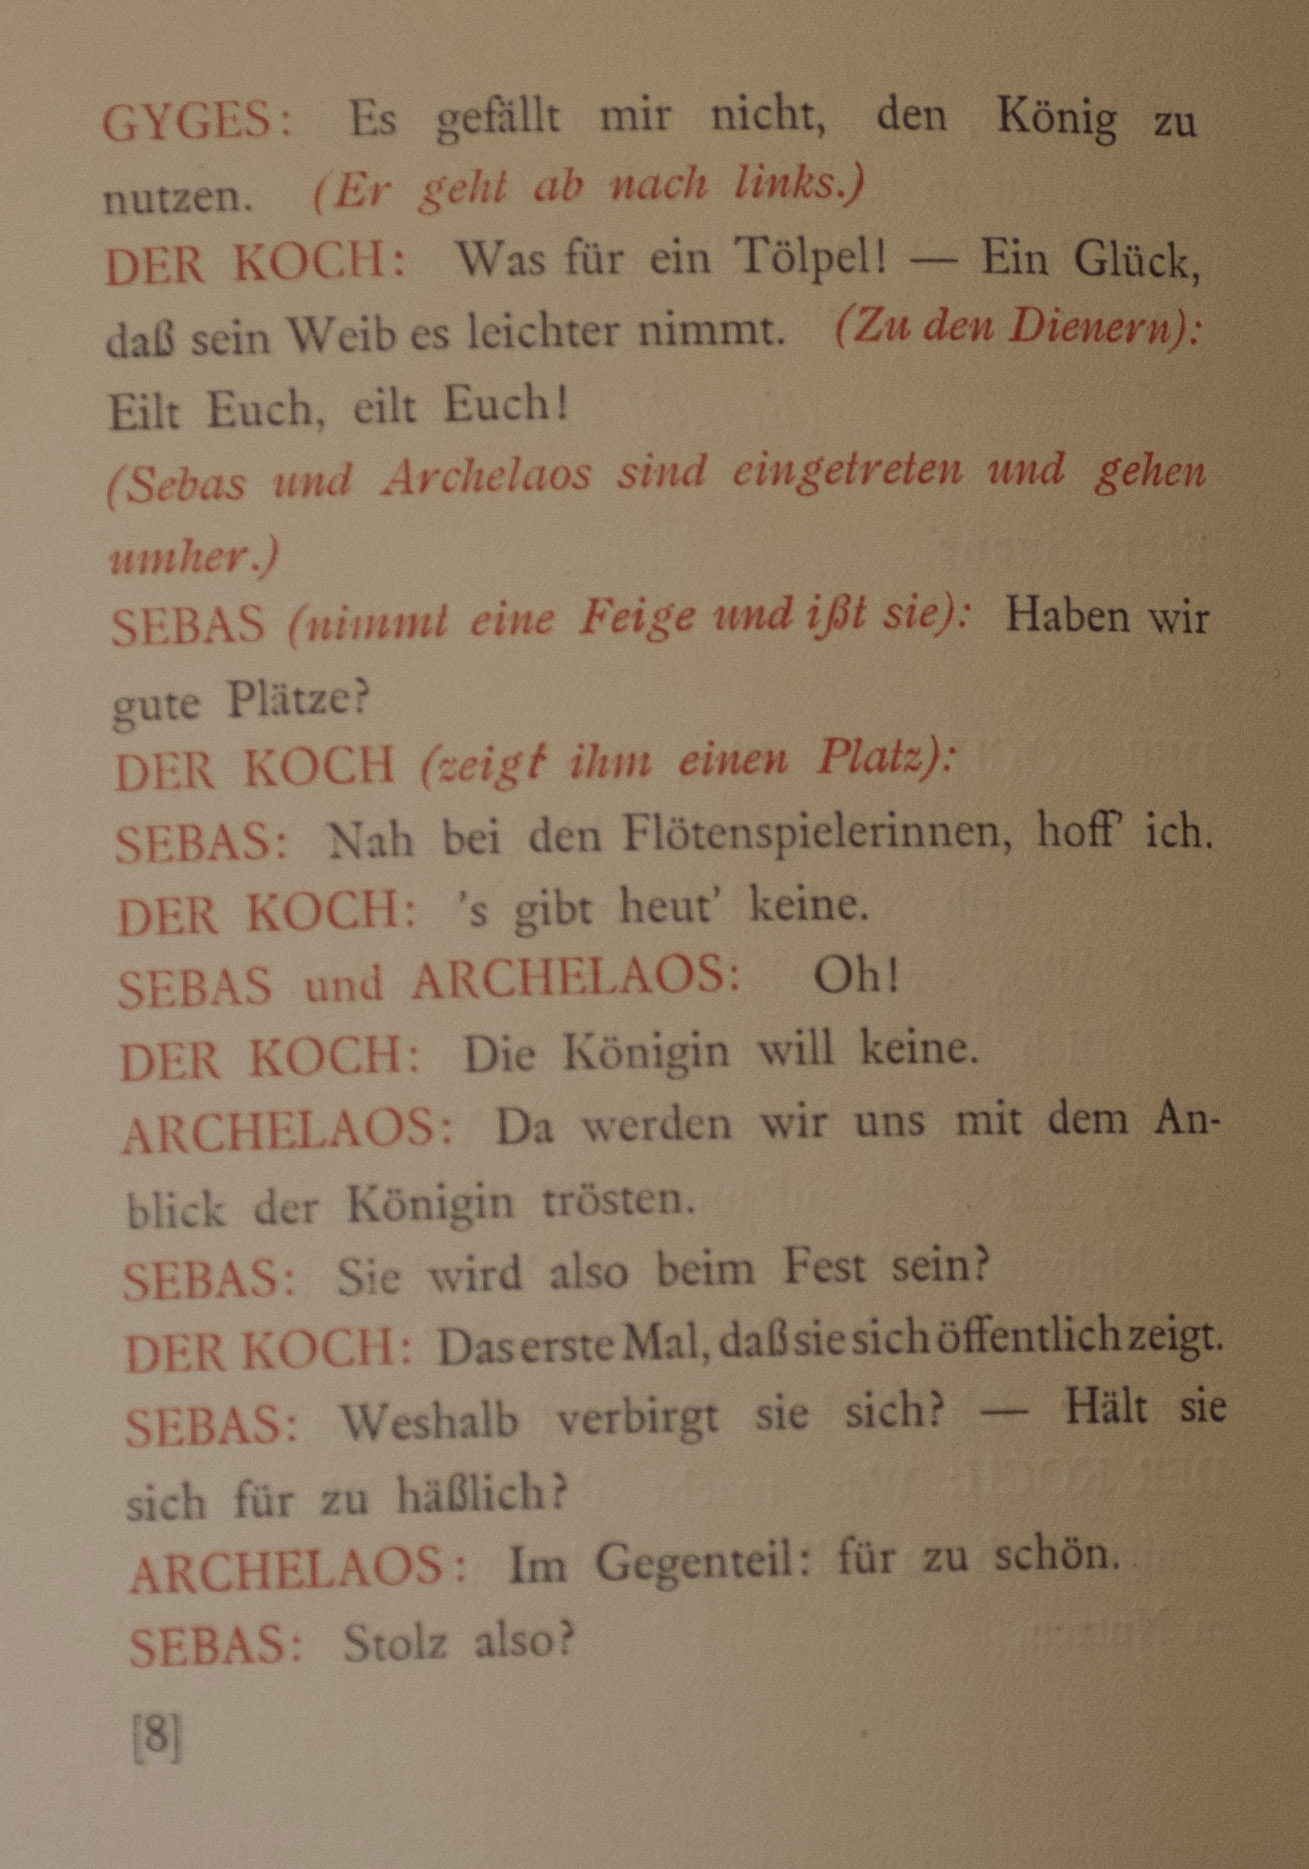 GYGES: Es gefällt mir nicht, den König zu
nutzen. (Er geht ab nach links.)
DER KOCH: Was für ein Tölpel! — Ein Glück,
daß sein Weib es leichter nimmt. (Zu den Dienern):
Eilt Euch, eilt Euch!
(Sebas und Archelaos sind eingetreten und gehen
umher.)
SEBAS (nimmt eine Feige und ißt sie): Haben wir
gute Plätze?
DER KOCH (zeigt ihm einen Platz):
SEBAS: Nah bei den Flötenspielerinnen, hoff’ ich.
DER KOCH: ’s gibt heut’ keine.
SEBAS und ARCHELAOS: Oh!
DER KOCH: Die Königin will keine.
ARCHELAOS: Da werden wir uns mit dem An-
blick der Königin trösten.
SEBAS: Sie wird also beim Fest sein?
DER KOCH: Das erste Mal, daß sie sich öffentlich zeigt.
SEBAS: Weshalb verbirgt sie sich? — Hält sie
sich für zu häßlich?
ARCHELAOS: Im Gegenteil: für zu schön.
SEBAS: Stolz also?
[8]